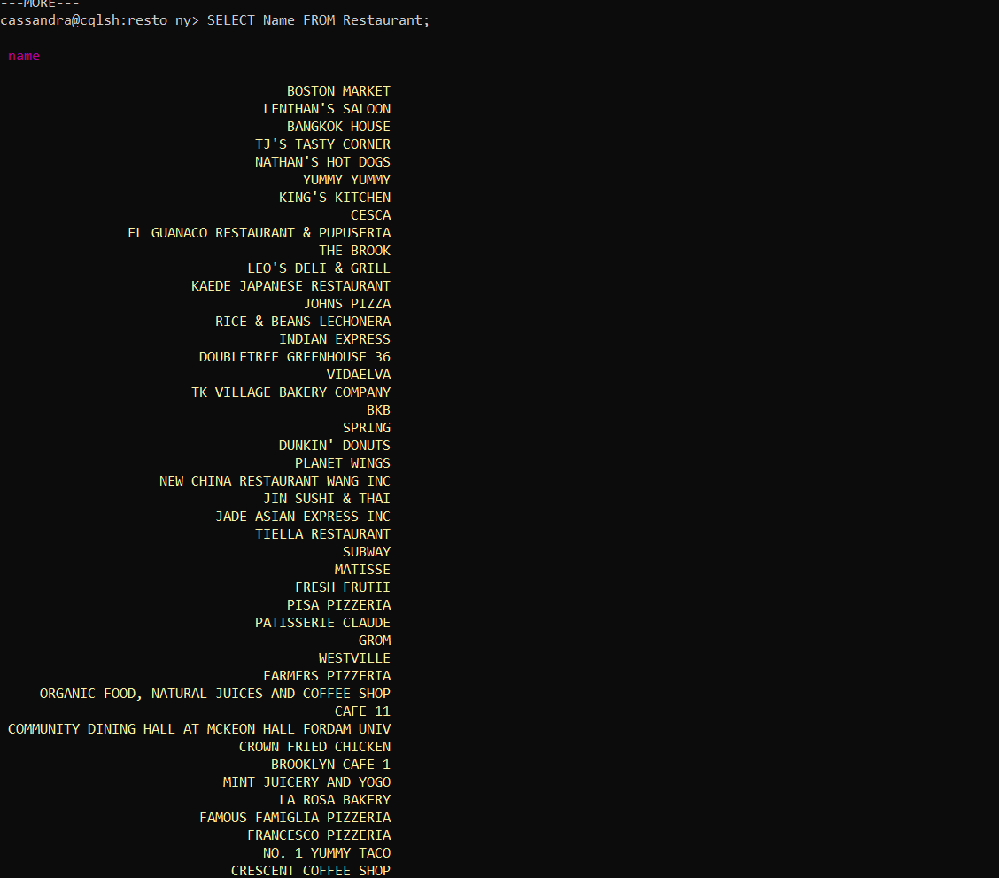 ---MORE---
cassandra@cqlsh:resto_ny> SELECT Name FROM Restaurant;
name
-------------------------------------------------
BOSTON MARKET
LENIHAN'S SALOON
BANGKOK HOUSE
TJ'S TASTY CORNER
NATHAN'S HOT DOGS
YUMMY YUMMY
KING'S KITCHEN
CESCA
EL GUANACO RESTAURANT & PUPUSERIA
THE BROOK
LEO'S DELI & GRILL
KAEDE JAPANESE RESTAURANT
JOHNS PIZZA
RICE & BEANS LECHONERA
INDIAN EXPRESS
DOUBLETREE GREENHOUSE 36
VIDAELVA
TK VILLAGE BAKERY COMPANY
BKB
SPRING
DUNKIN' DONUTS
PLANET WINGS
NEW CHINA RESTAURANT WANG INC
JIN SUSHI & THAI
JADE ASIAN EXPRESS INC
TIELLA RESTAURANT
SUBWAY
MATISSE
FRESH FRUTII
PISA PIZZERIA
PATISSERIE CLAUDE
GROM
WESTVILLE
FARMERS PIZZERIA
ORGANIC FOOD, NATURAL JUICES AND COFFEE SHOP
CAFE 11
COMMUNITY DINING HALL AT MCKEON HALL FORDAM UNIV
CROWN FRIED CHICKEN
BROOKLYN CAFE 1
MINT JUICERY AND YOGO
LA ROSA BAKERY
FAMOUS FAMIGLIA PIZZERIA
FRANCESCO PIZZERIA
NO. 1 YUMMY TACO
CRESCENT COFFEE SHOP